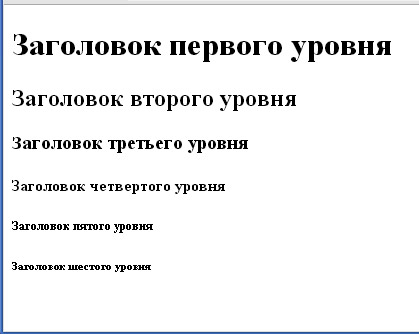 Заголовок первого уровня
Заголовок второго уровня
Заголовок третьего уровня
Заголовок четвертого уровня
Заголовок пятого уровня
Заголовок шестого уровня